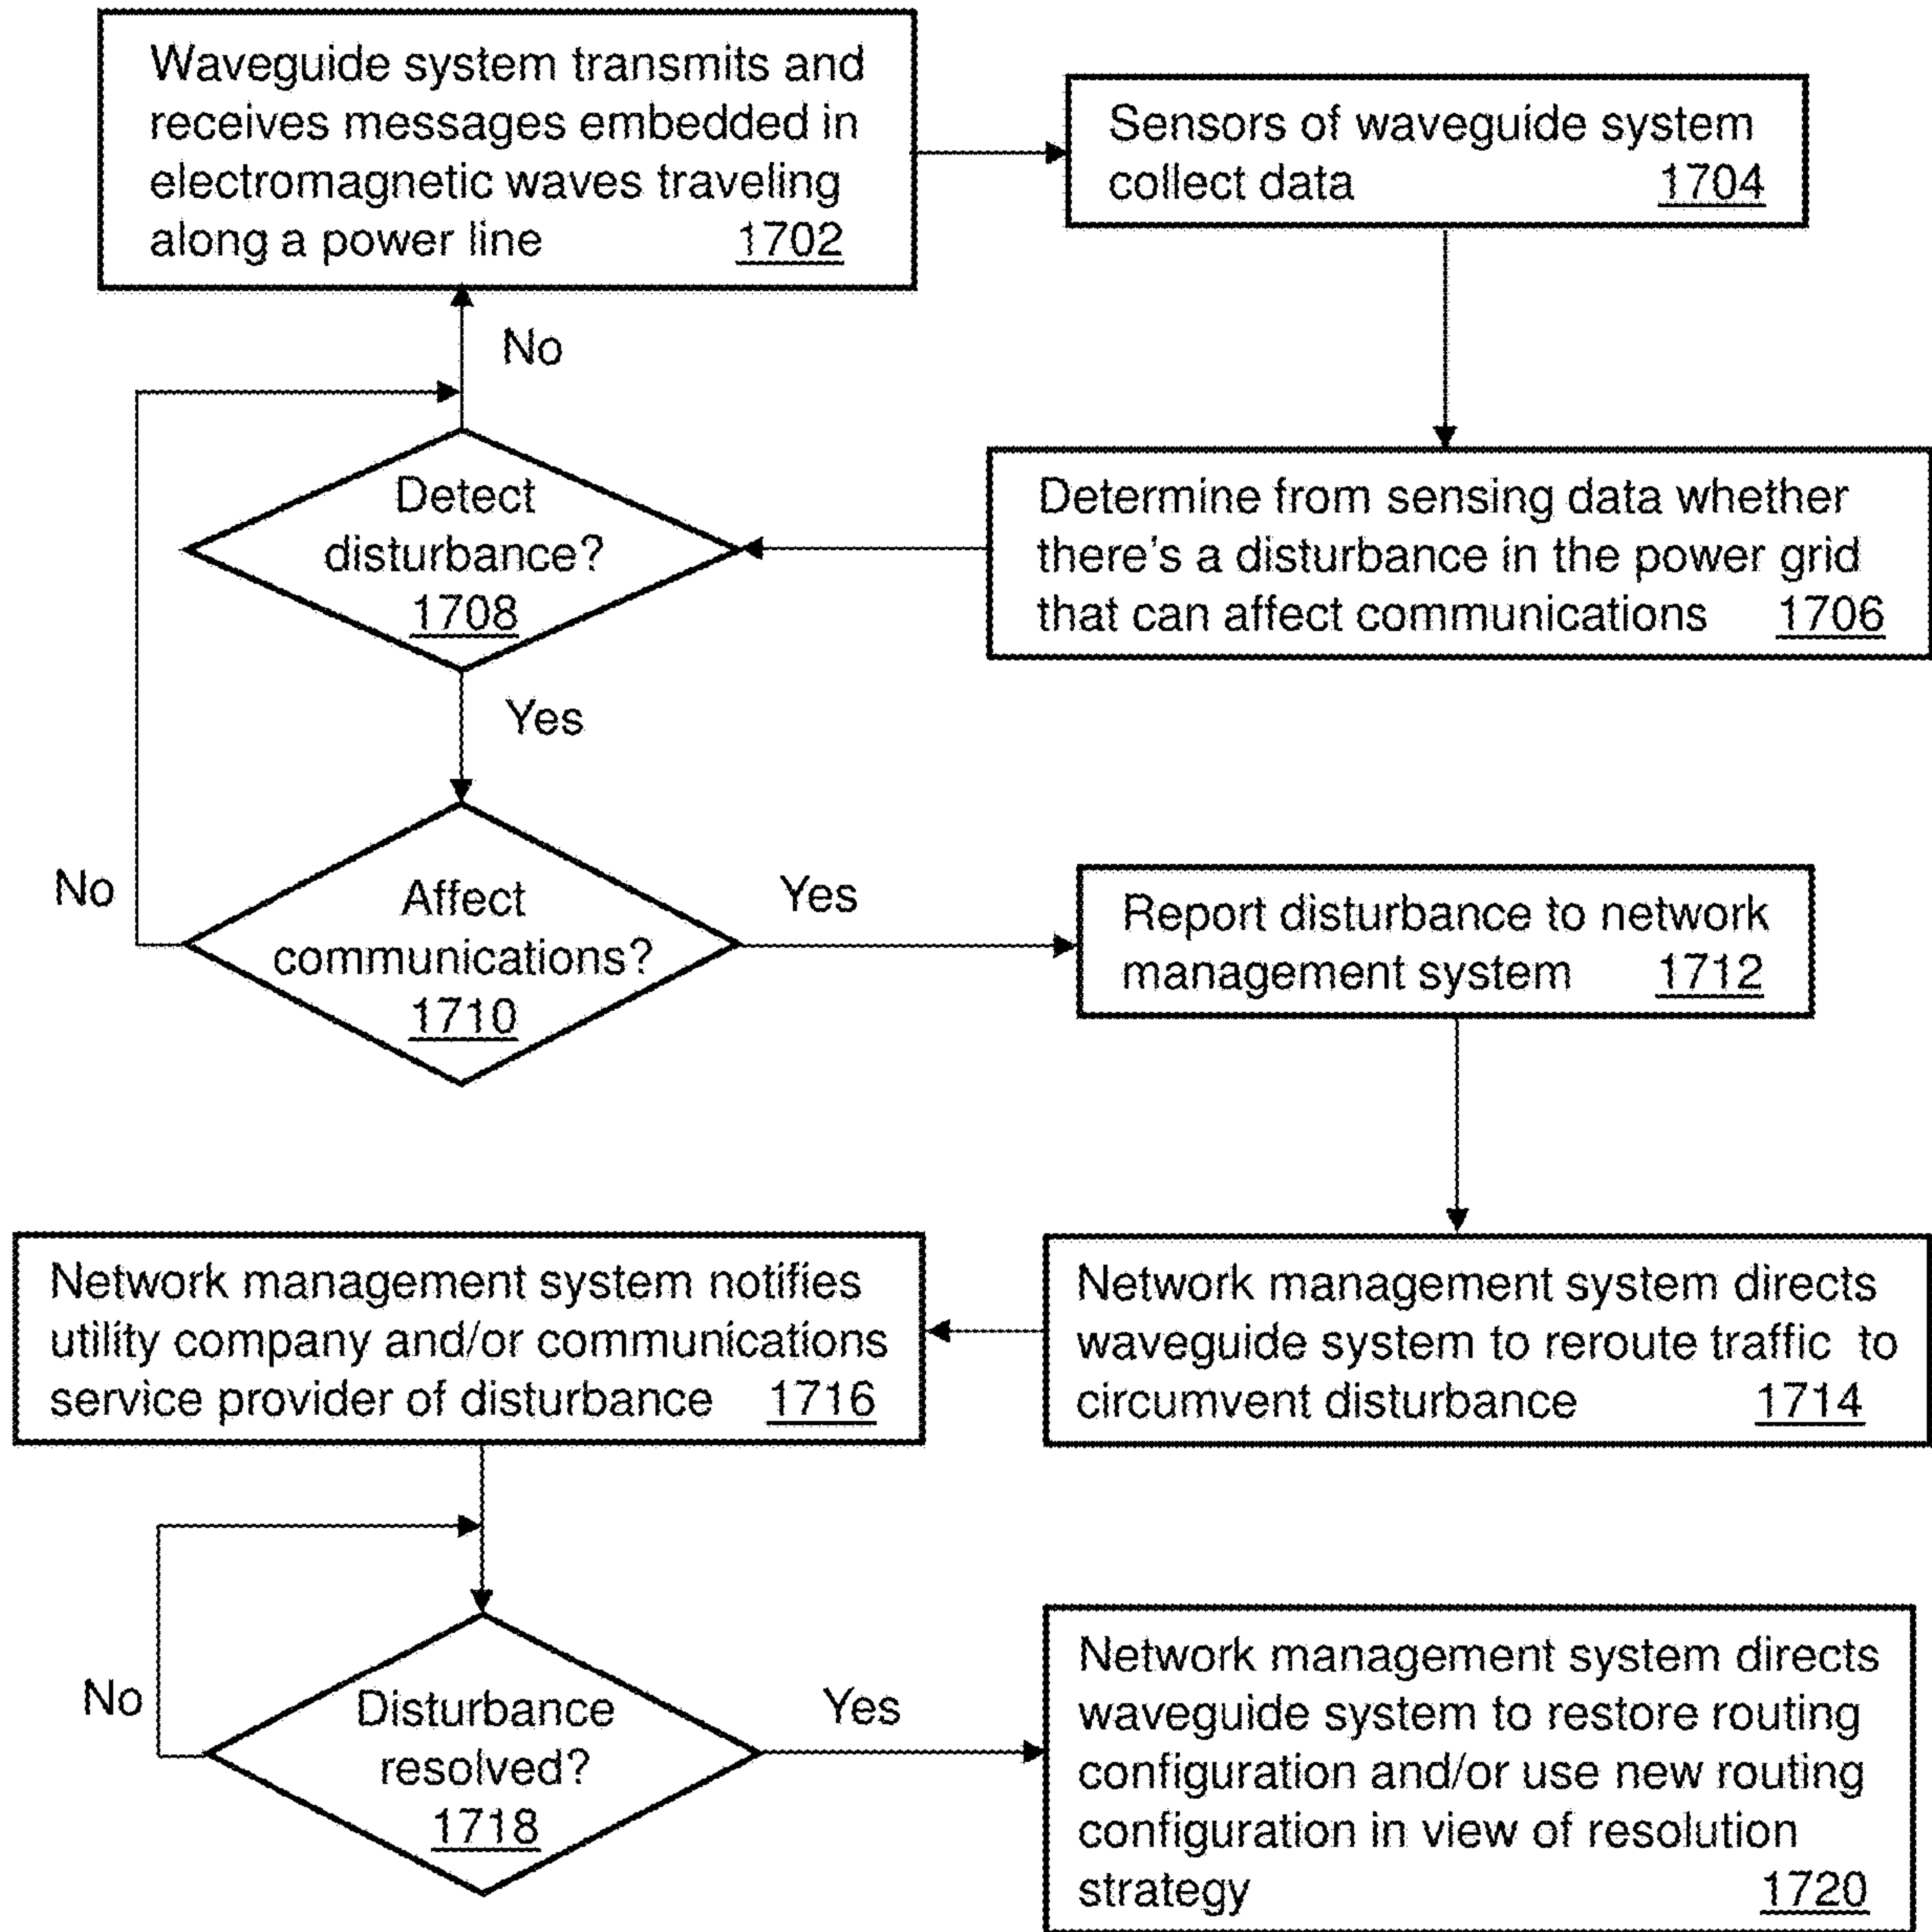 Waveguide system transmits and
receives messages embedded in
electromagnetic waves traveling
along a power line 1702
Sensors of waveguide system
collect data 1704
No
Detect
disturbance?
1708
Determine from sensing data whether
there's a disturbance in the power grid
that can affect communications 1706
Yes
No
Affect
communications?
1710
Yes
Report disturbance to network
management system 1712
Network management system notifies
utility company and/or communications
service provider of disturbance 1716
Network management system directs
waveguide system to reroute traffic to
circumvent disturbance 1714
No
Disturbance
resolved?
1718
Yes
Network management system directs
waveguide system to restore routing
configuration and/or use new routing
configuration in view of resolution
strategy 1720